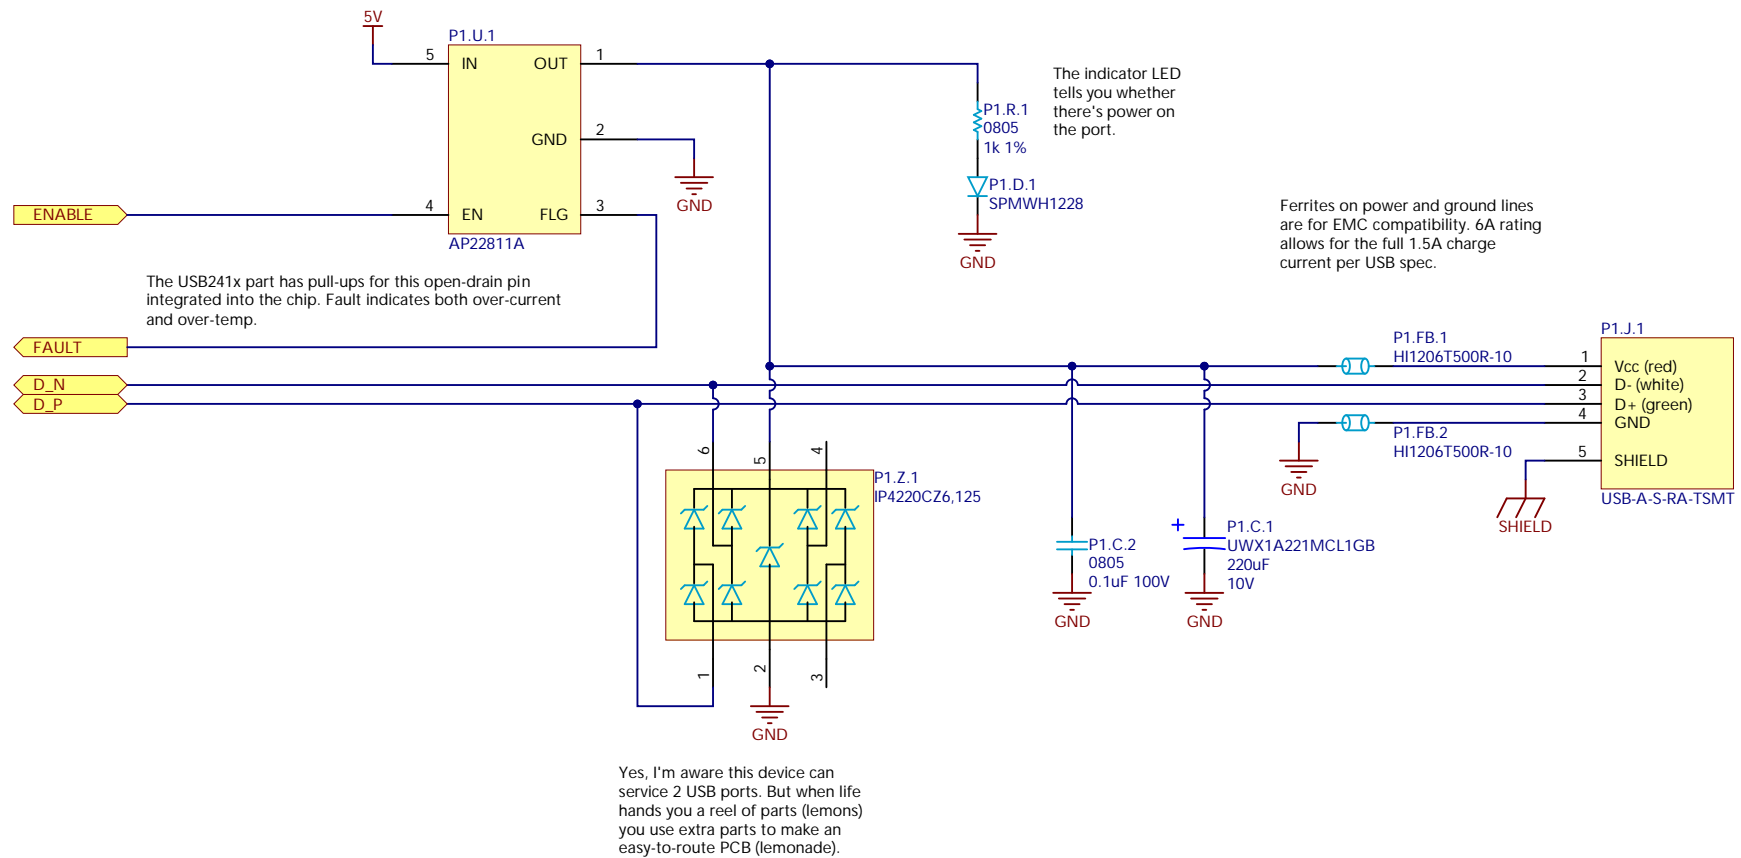 5V
P1.U.1
5
IN
OUT
1
GND
2
GND
4
EN
FLG
3
AP22811A
ENABLE
The indicator LED
tells you whether
there's power on
the port.
P1.R.1
0805
1k 1%
P1.D.1
SPMWH1228
GND
Ferrites on power and ground lines
are for EMC compatibility. 6A rating
allows for the full 1.5A charge
current per USB spec.
The USB241x part has pull-ups for this open-drain pin
integrated into the chip. Fault indicates both over-current
and over-temp.
FAULT
D_N
D_P
P1.FB.1
HI1206T500R-10
P1.J.1
1
Vcc (red)
2
D- (white)
3
D+ (green)
4
GND
5
SHIELD
USB-A-S-RA-TSMT
P1.FB.2
HI1206T500R-10
GND
SHIELD
6
5
4
P1.Z.1
IP4220CZ6,125
1
2
3
GND
P1.C.2
0805
0.1uF 100V
GND
+
P1.C.1
UWX1A221MCL1GB
220uF
10V
GND
Yes, I'm aware this device can
service 2 USB ports. But when life
hands you a reel of parts (lemons)
you use extra parts to make an
easy-to-route PCB (lemonade).